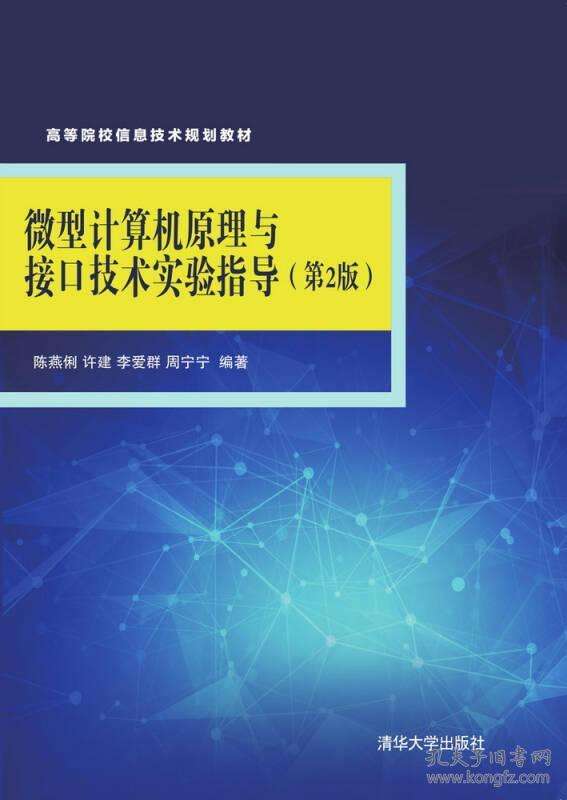 高等院校信息技术规划教材
微型计算机原理与
接口技术实验指导(第2版)
陈燕俐 许建 李爱群 周宁宁 编著
清华大学出版社
孔夫子旧书网
www.kongfz.com